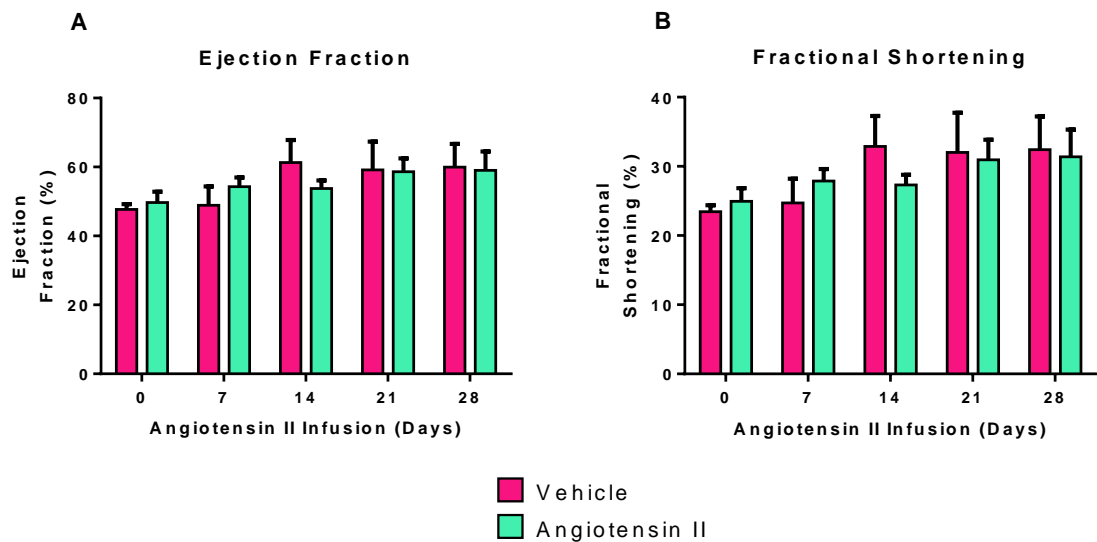 A
Ejection Fraction
Ejection
Fraction (%)
80
60
40
20
0
0 7 14 21 28
Angiotensin II Infusion (Days)
B
Fractional Shortening
Fractional
Shortening (%)
40
30
20
10
0
0 7 14 21 28
Angiotensin II Infusion (Days)
Vehicle
Angiotensin II